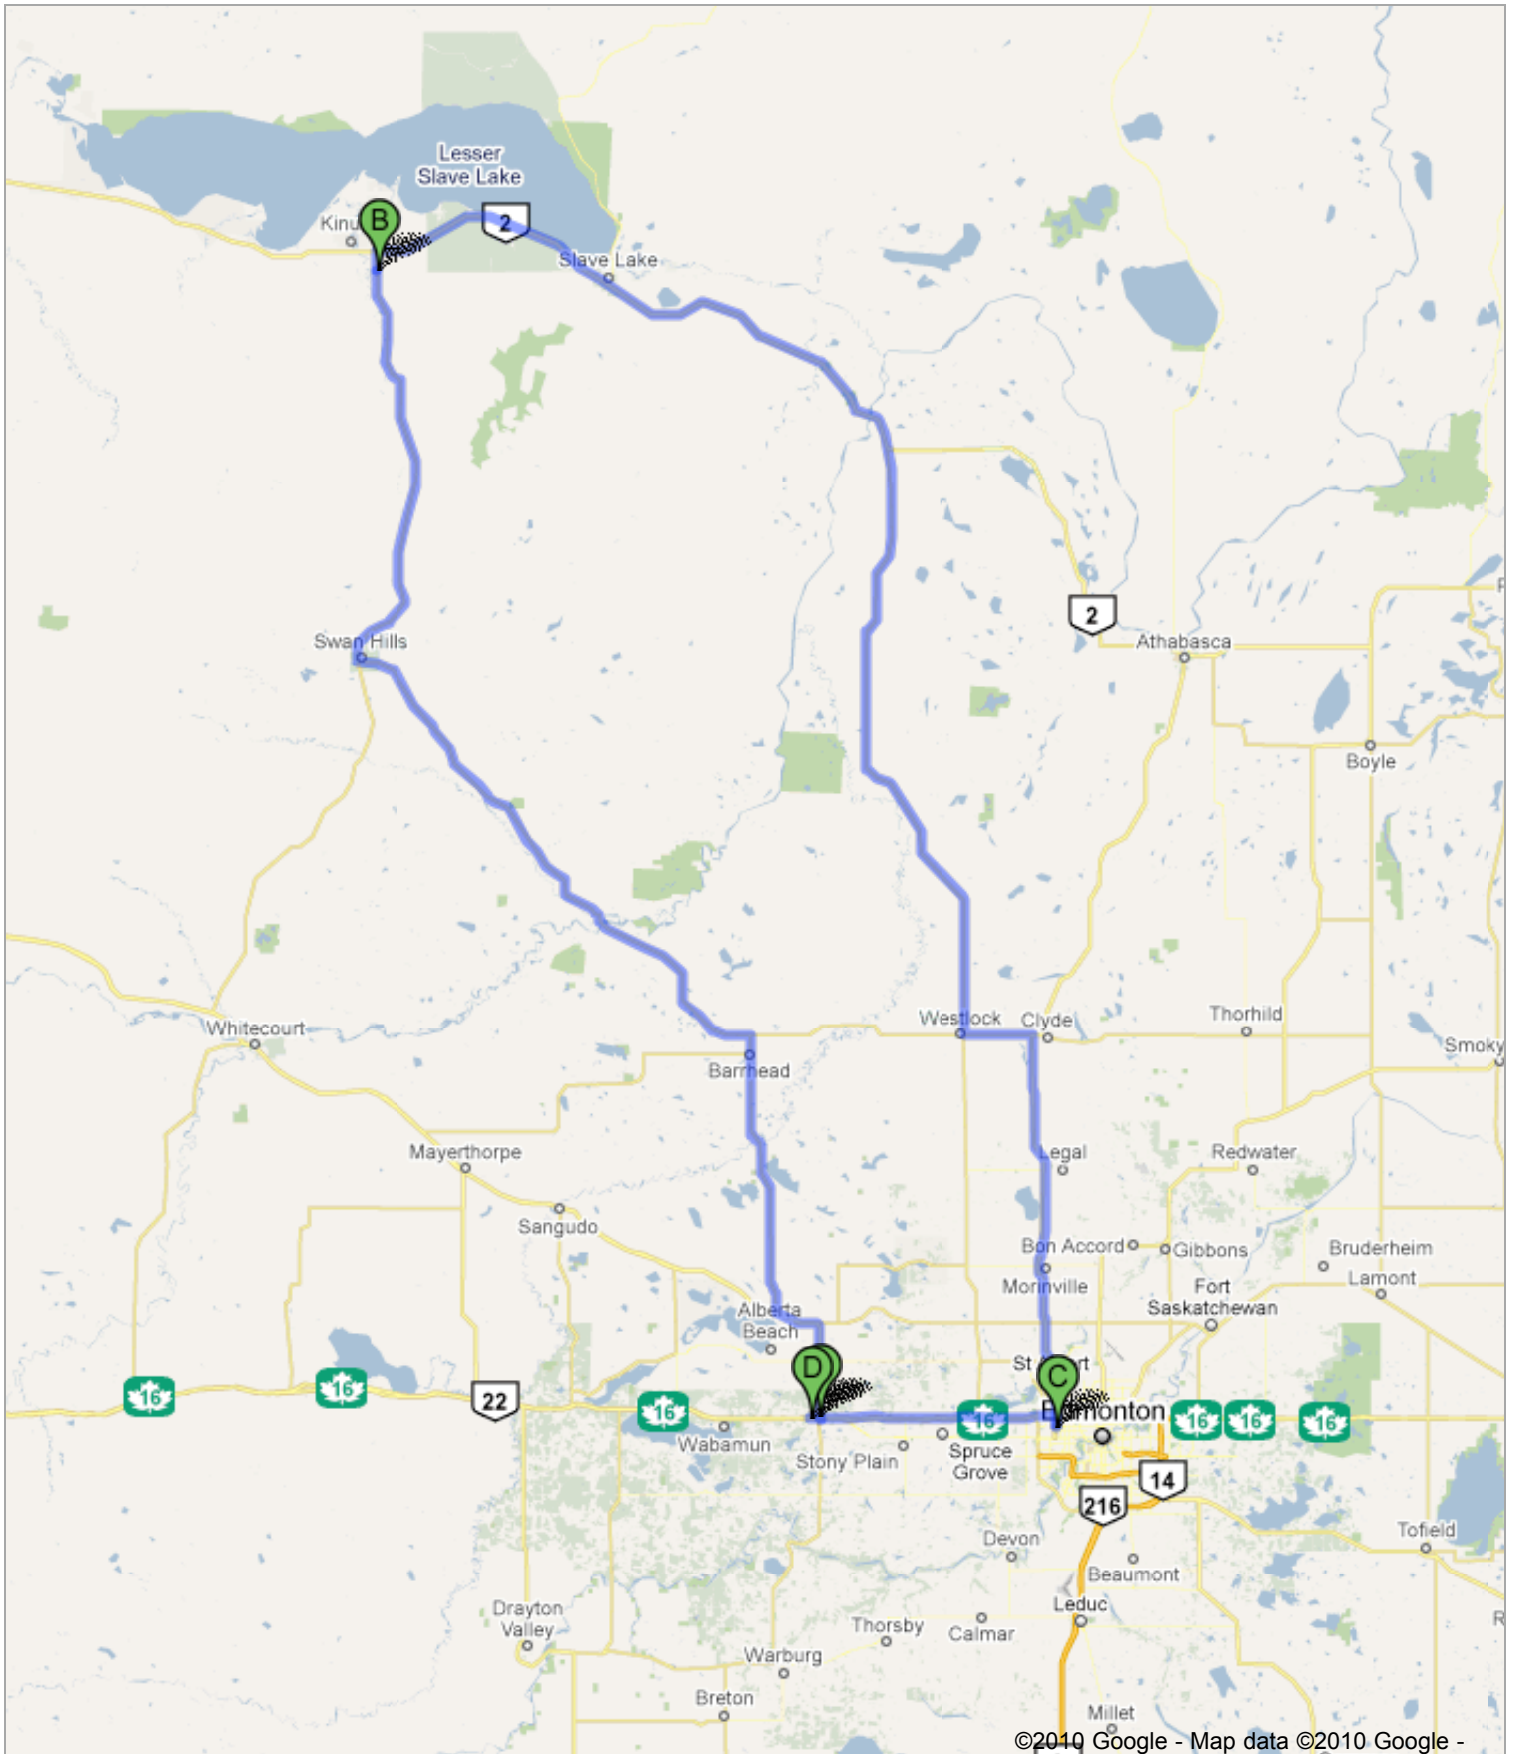 Lesser
Slave Lake
Kinu
B
2
Slave Lake
2
Swan Hills
Athabasca
Boyle
Westlock
Clyde
Thorhild
Whitecourt
Smoky
Barrhead
Mayerthorpe
Legal
Redwater
Sangudo
Bon Accord
Gibbons
Bruderheim
Morinville
Lamont
Fort
Saskatchewan
Alberta
Beach
St
rt
D
C
16
16
22
16
16
Edmonton
16
16
16
Wabamun
Stony Plain
Spruce
Grove
14
216
Devon
Tofield
Beaumont
Leduc
Drayton
Valley
Thorsby
Calmar
R
Warburg
Breton
Millet
©2010 Google - Map data ©2010 Google -